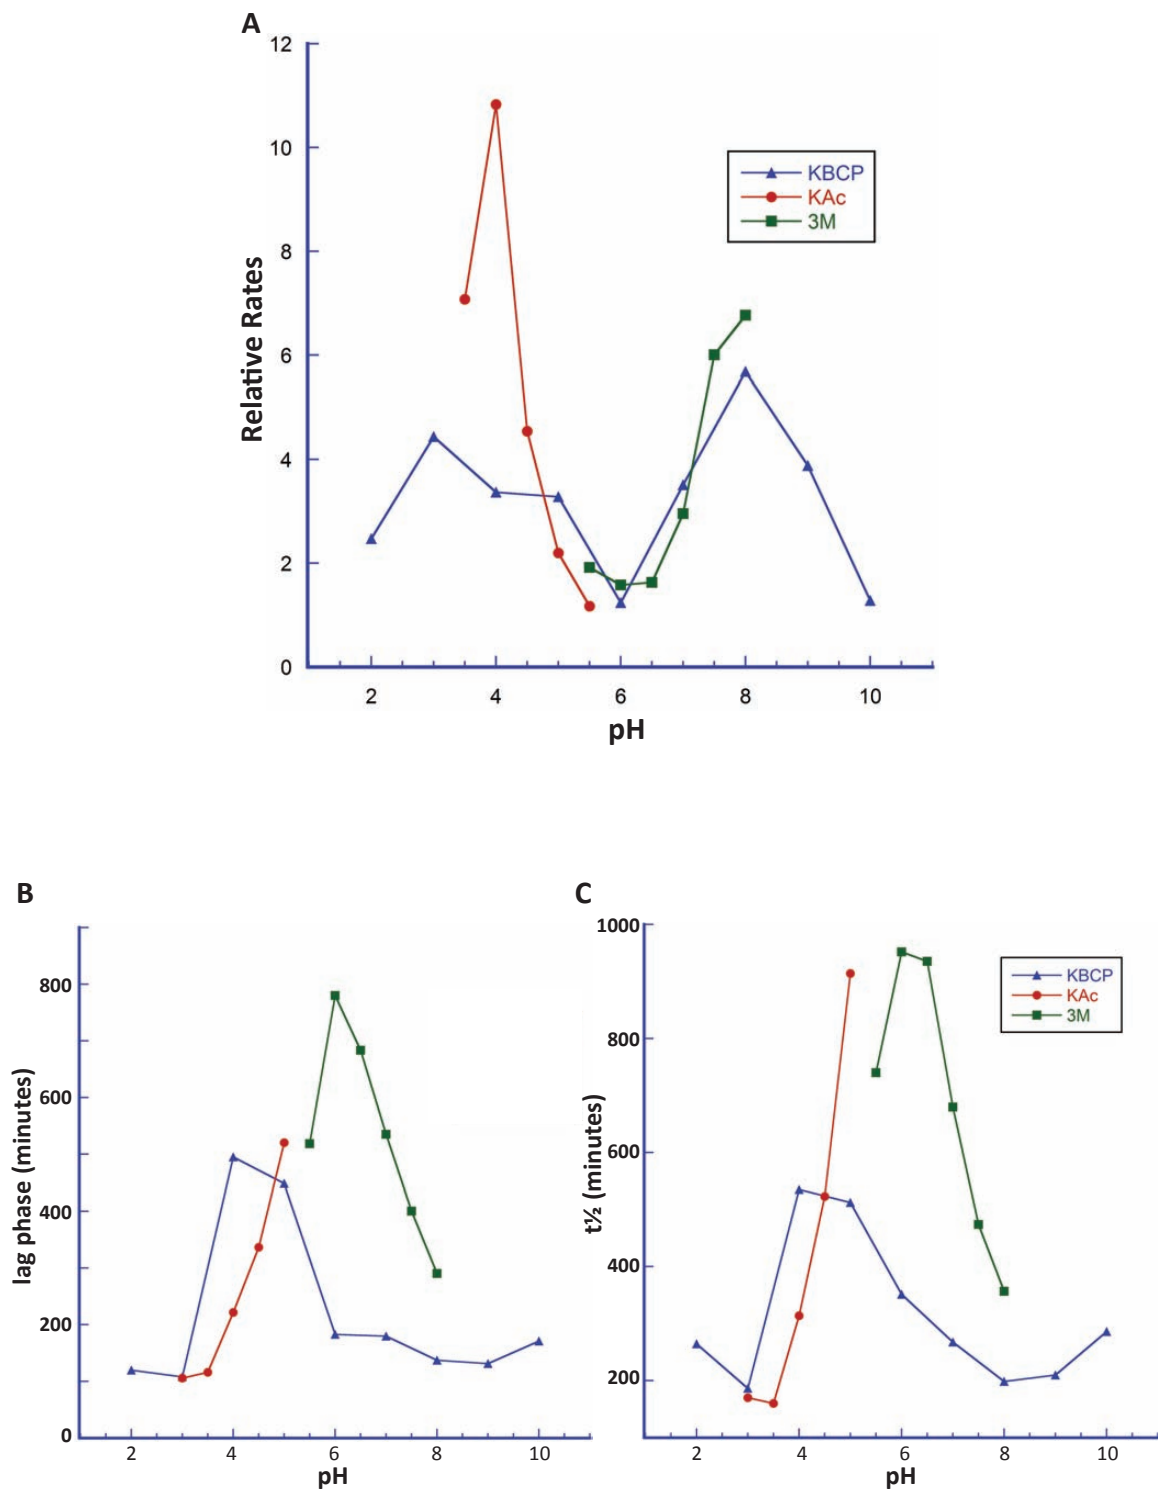 A
12
10
8
6
4
2
0
Relative Rates
KBCP
KAc
3M
2 4 6 8 10
pH
B
800
600
400
200
0
lag phase (minutes)
2 4 6 8 10
pH
C
1000
800
600
400
200
t½ (minutes)
KBCP
KAc
3M
2 4 6 8 10
pH